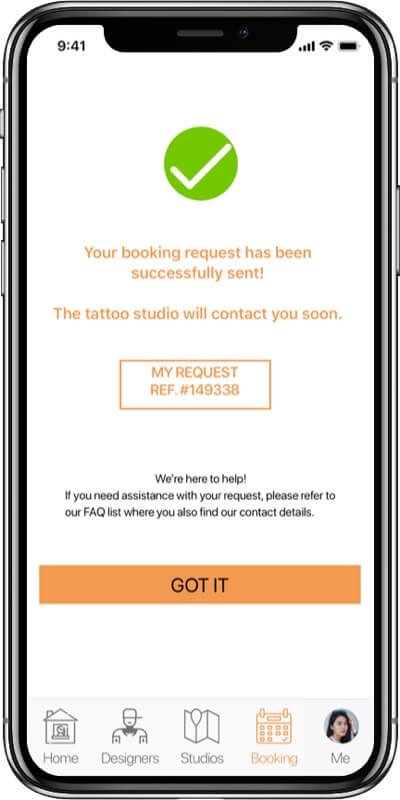 9:41
Your booking request has been
successfully sent!
The tattoo studio will contact you soon.
MY REQUEST
REF. #149338
We're here to help!
If you need assistance with your request, please refer to
our FAQ list where you also find our contact details.
GOT IT
Home Designers Studios Booking Me